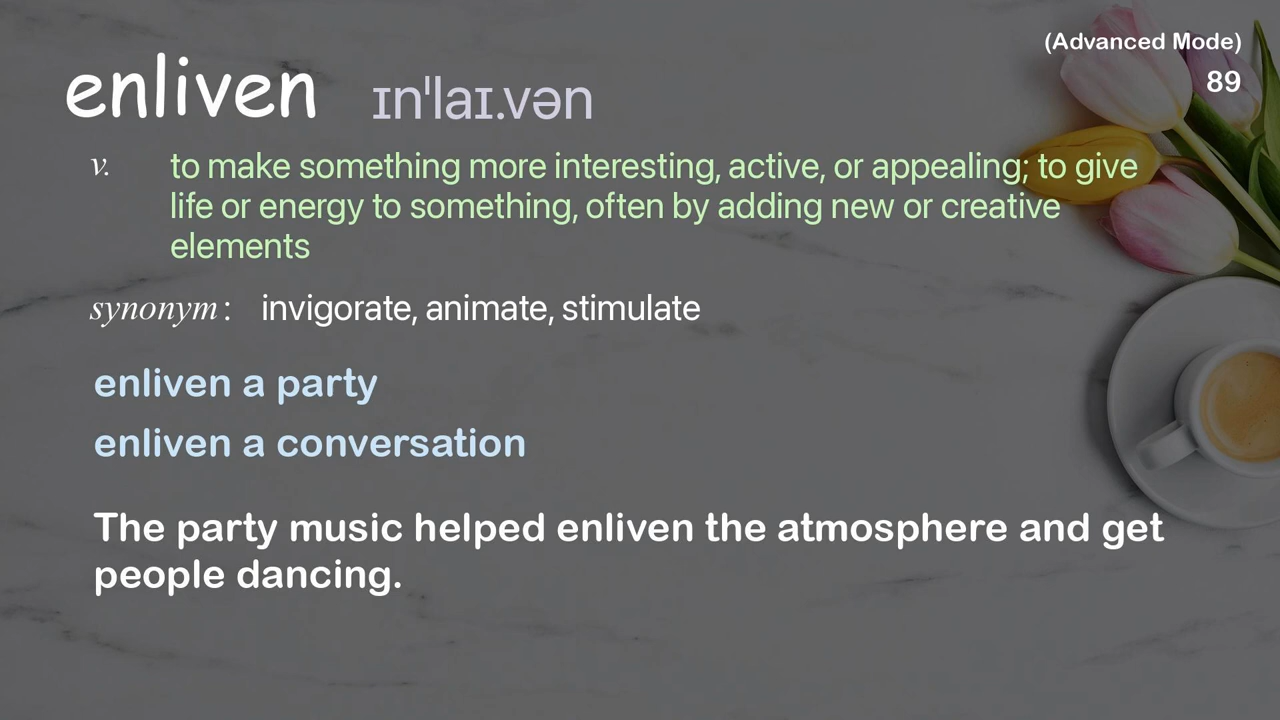 (Advanced Mode)
89
enliven ɪnˈlaɪ.vən
v. to make something more interesting, active, or appealing; to give
life or energy to something, often by adding new or creative
elements
synonym: invigorate, animate, stimulate
enliven a party
enliven a conversation
The party music helped enliven the atmosphere and get
people dancing.